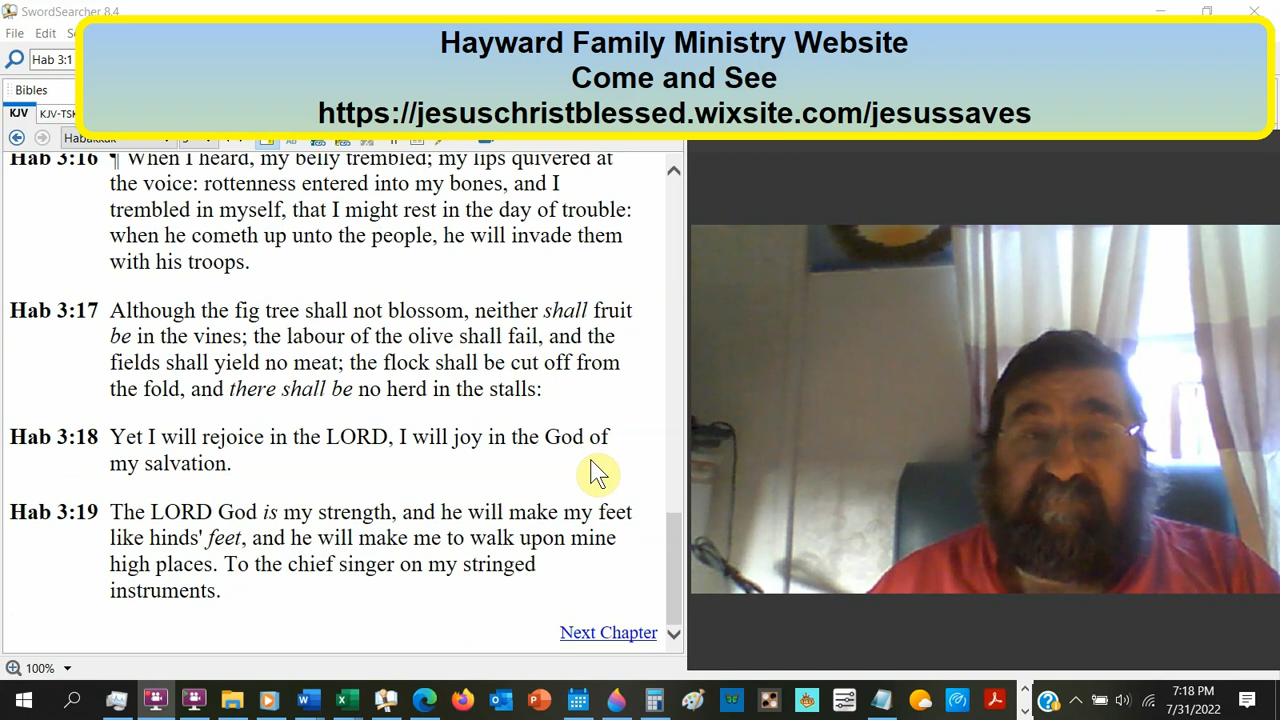 SwordSearcher 8.4
File Edit
Hayward Family Ministry Website
Come and See
https://jesuschristblessed.wixsite.com/jesussaves
Hab 3:1
Bibles
KJV KJV-TSK
Habakkuk
Hab 3:16 ¶ When I heard, my belly trembled; my lips quivered at
the voice: rottenness entered into my bones, and I
trembled in myself, that I might rest in the day of trouble:
when he cometh up unto the people, he will invade them
with his troops.
Hab 3:17 Although the fig tree shall not blossom, neither shall fruit
be in the vines; the labour of the olive shall fail, and the
fields shall yield no meat; the flock shall be cut off from
the fold, and there shall be no herd in the stalls:
Hab 3:18 Yet I will rejoice in the LORD, I will joy in the God of
my salvation.
Hab 3:19 The LORD God is my strength, and he will make my feet
like hinds' feet, and he will make me to walk upon mine
high places. To the chief singer on my stringed
instruments.
Next Chapter
100%
7:18 PM
7/31/2022